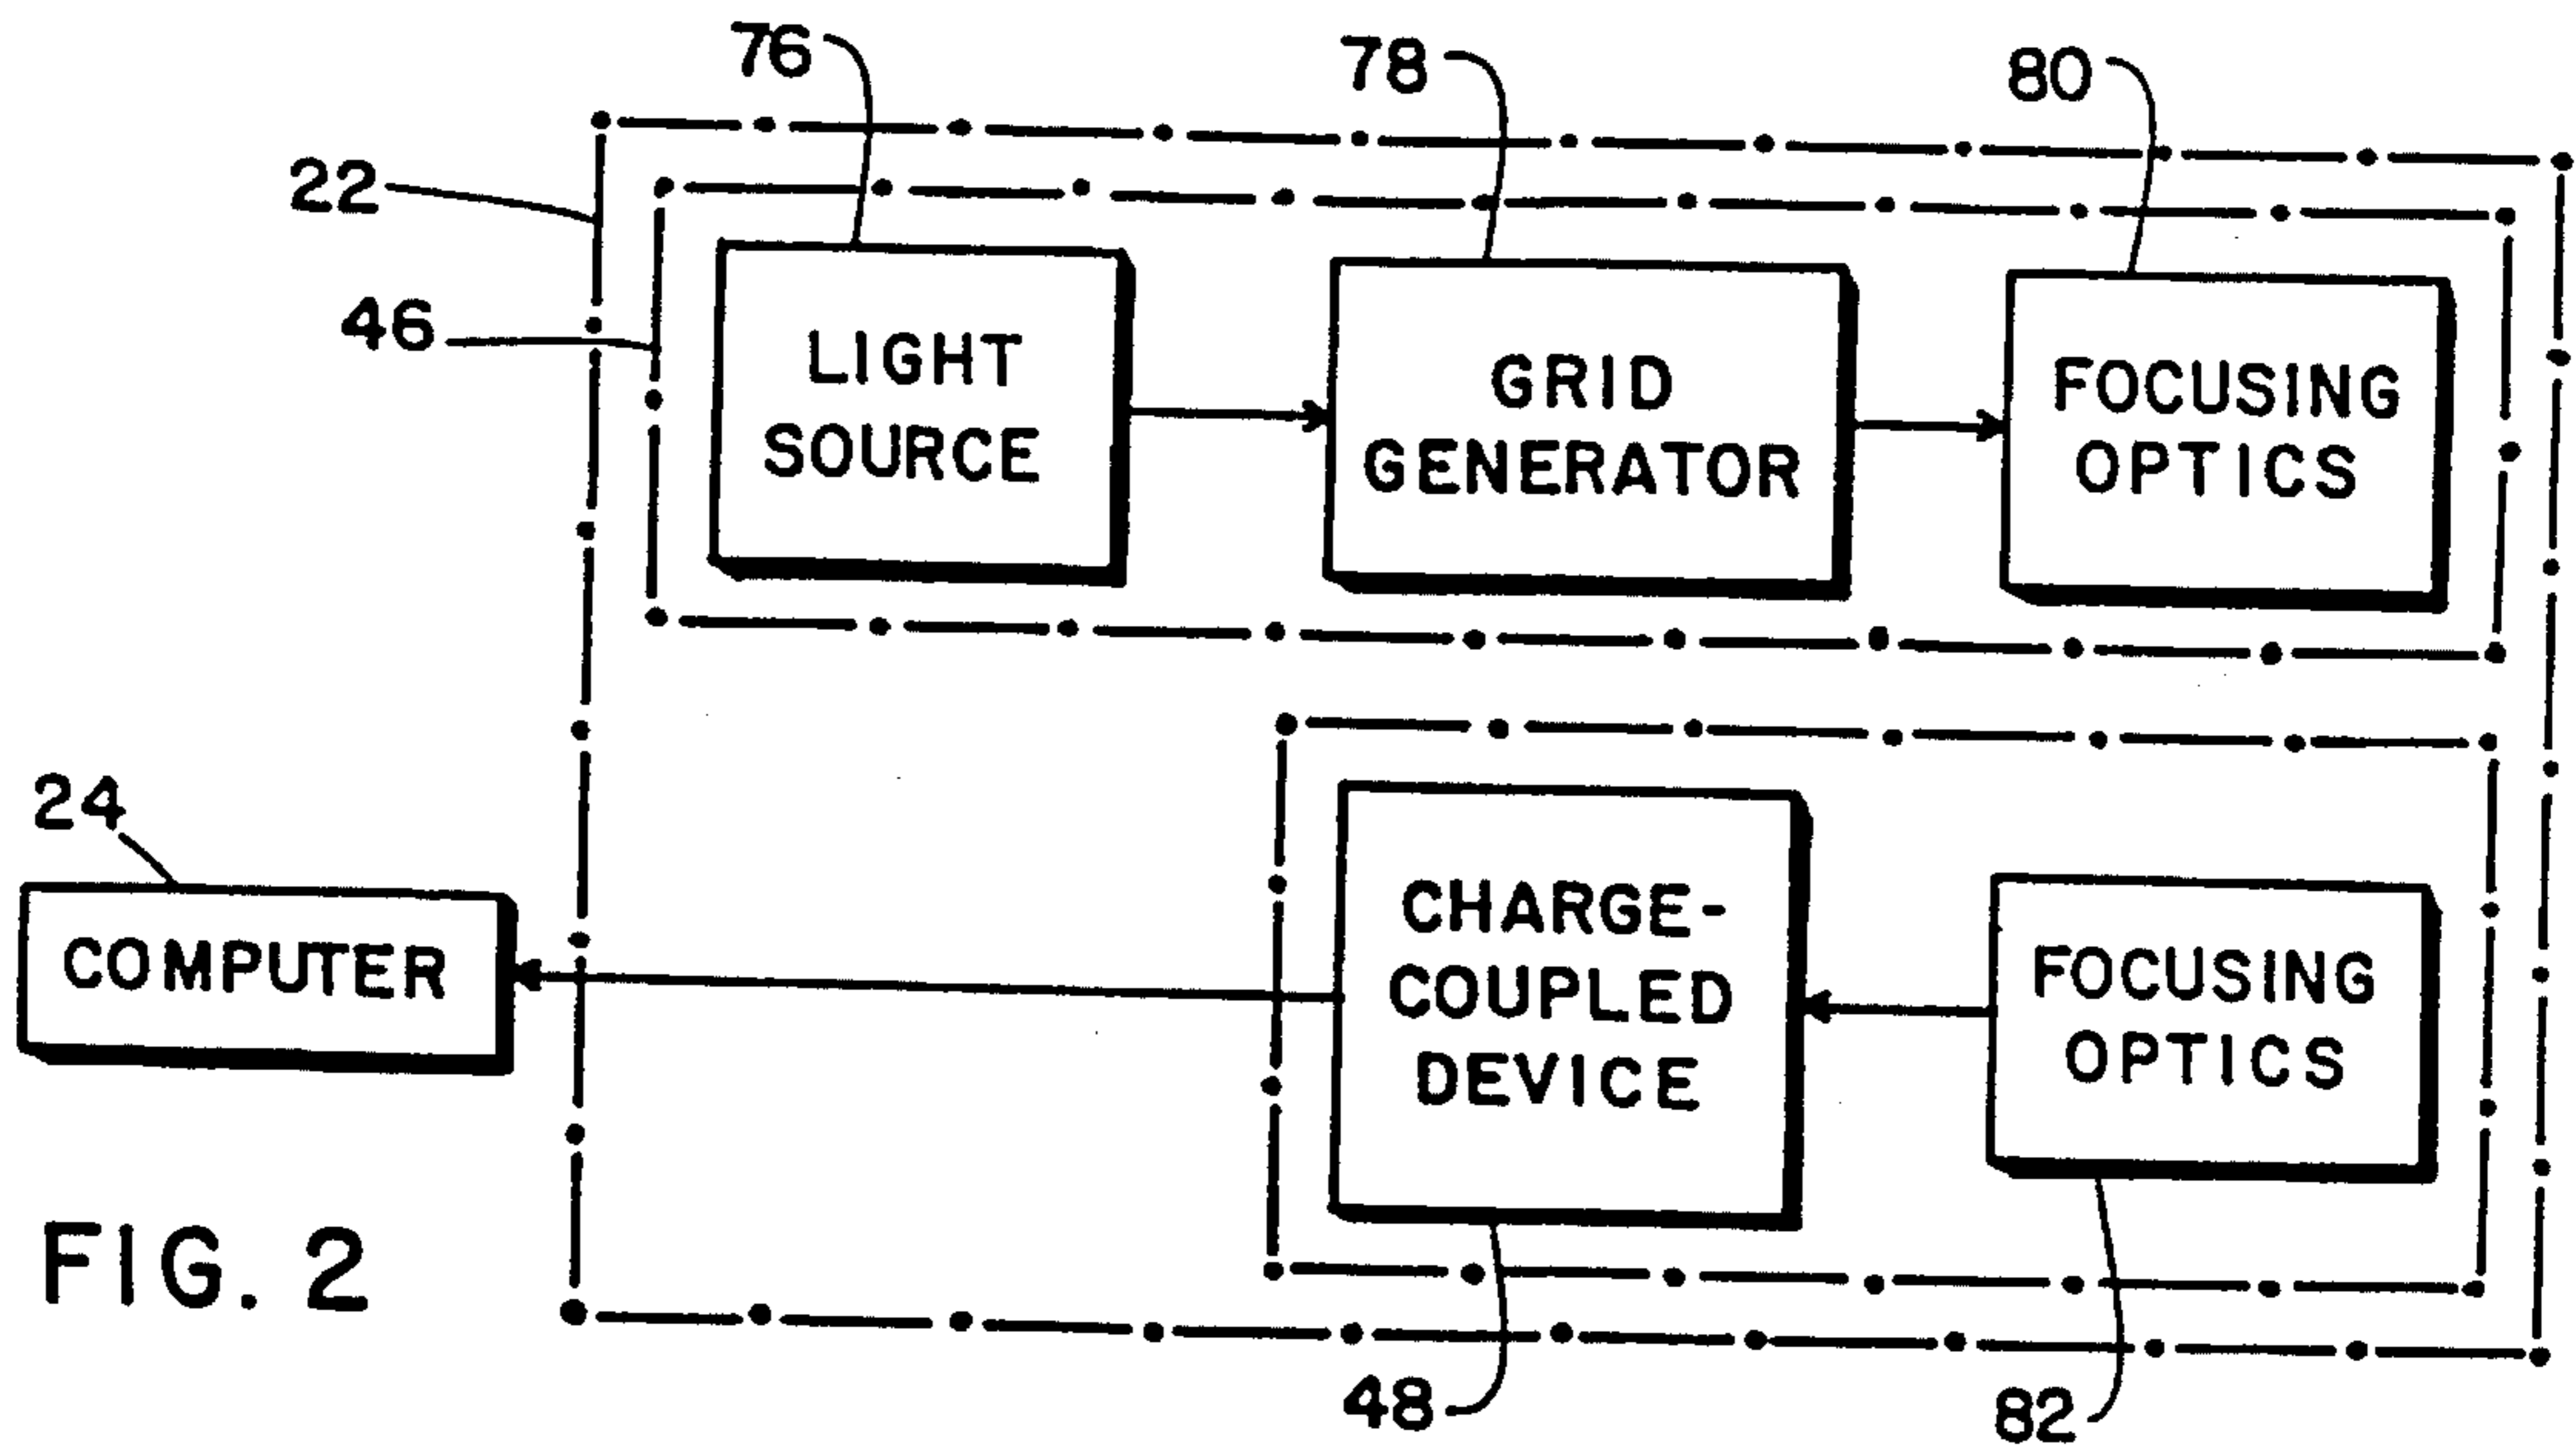 76
78
80
22
46
LIGHT
SOURCE
GRID
GENERATOR
FOCUSING
OPTICS
24
COMPUTER
CHARGE-
COUPLED
DEVICE
FOCUSING
OPTICS
FIG. 2
48
82